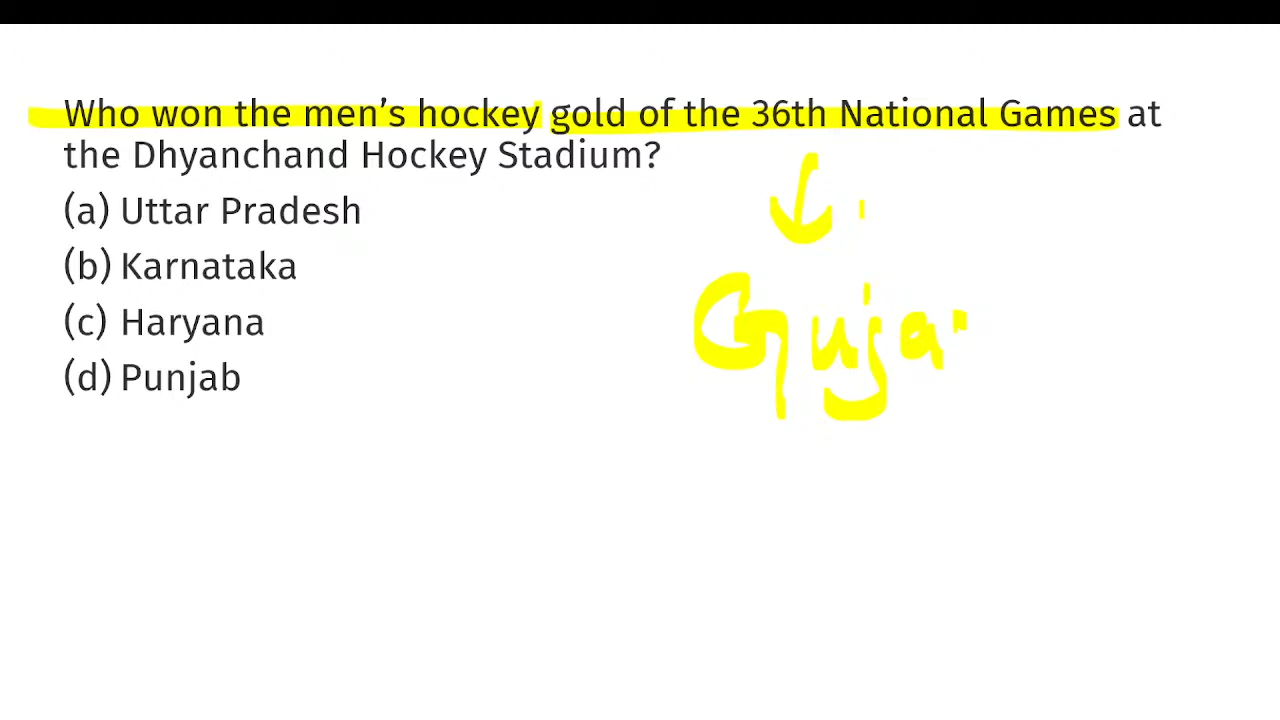 Who won the men's hockey gold of the 36th National Games at
the Dhyanchand Hockey Stadium?
(a) Uttar Pradesh
(b) Karnataka
(c) Haryana
(d) Punjab
Guja